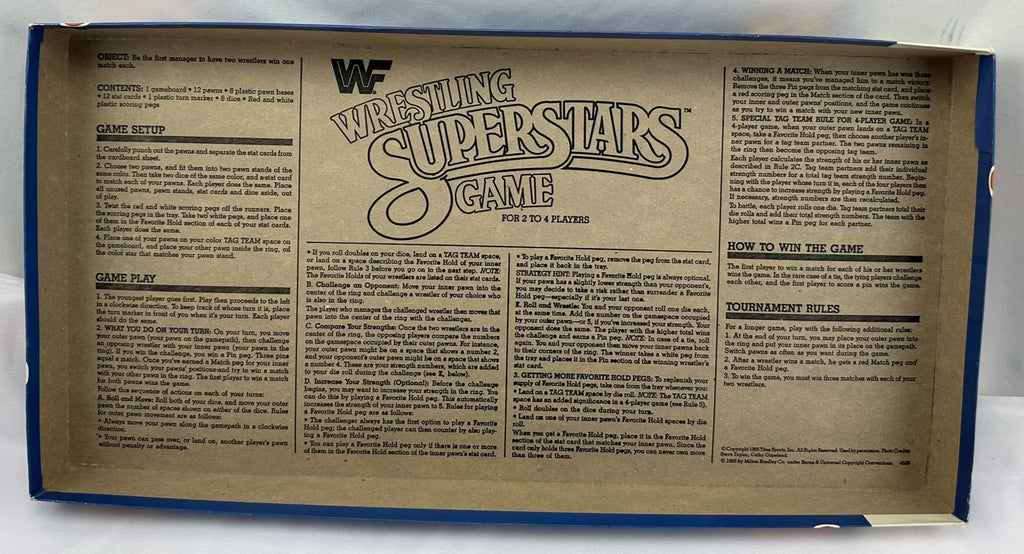 OBJECT: Be the first manager to have two wrestlers win one
match each.
CONTENTS: 1 gameboard • 12 pawns • 8 plastic pawn bases
• 12 stat cards • 1 plastic turn marker • 8 dice • Red and white
plastic scoring pegs
GAME SETUP
1. Carefully punch out the pawns and separate the stat cards from
the cardboard sheet.
2. Choose two pawns, and fit them into two pawn stands of the
same color. Then take two dice of the same color, and a stat card
to match each of your pawns. Each player does the same. Place
all unused pawns, pawn stands, stat cards and dice aside, out
of play.
3. Twist the red and white scoring pegs off the runners. Place
the scoring pegs in the tray. Take two white pegs, and place one
of them in the Favorite Hold section of each of your stat cards.
Each player does the same.
4. Place one of your pawns on your color TAG TEAM space on
the gameboard, and place your other pawn inside the ring, on
the color star that matches your pawn stand.
GAME PLAY
1. The youngest player goes first. Play then proceeds to the left
in a clockwise direction. To keep track of whose turn it is, place
the turn marker in front of you when it's your turn. Each player
should do the same.
2. WHAT YOU DO ON YOUR TURN: On your turn, you move
your outer pawn (your pawn on the gamepath), then challenge
an opposing wrestler with your inner pawn (your pawn in the
ring). If you win the challenge, you win a Pin peg. Three pins
equal a match. Once you've earned a Match peg for your inner
pawn, you switch your pawns' positions and try to win a match
with your other pawn in the ring. The first player to win a match
for both pawns wins the game.
Follow this sequence of actions on each of your turns:
A. Roll and Move: Roll both of your dice, and move your outer
pawn the number of spaces shown on either of the dice. Rules
for outer pawn movement are as follows:
• Always move your pawn along the gamepath in a clockwise
direction.
• Your pawn can pass over, or land on, another player's pawn
without penalty or advantage.
WF
WRESTLING
SUPERSTARS™
GAME
FOR 2 TO 4 PLAYERS
• If you roll doubles on your dice, land on a TAG TEAM space,
or land on a space describing the Favorite Hold of your inner
pawn, follow Rule 3 before you go on to the next step. NOTE:
The Favorite Holds of your wrestlers are listed on their stat cards.
B. Challenge an Opponent: Move your inner pawn into the
center of ring and challenge a wrestler of your choice who
is also in the ring.
The player who manages the challenged wrestler then moves that
pawn into the center of the ring with the challenger.
C. Compare Your Strengths: Once the two wrestlers are in the
center of the ring, the opposing players compare the numbers
on the gamespace occupied by their outer pawns. For instance,
your outer pawn might be on a space that shows a number 2,
and your opponent's outer pawn might be on a space that shows
a number 4. These are your strength numbers, which are added
to your die roll during the challenge (see E, below).
D. Increase Your Strength (Optional): Before the challenge
begins, you may want to increase your strength in the ring. You
can do this by playing a Favorite Hold peg. This automatically
increases the strength of your inner pawn to 5. Rules for playing
a Favorite Hold peg are as follows:
• The challenger always has the first option to play a Favorite
Hold peg; the challenged player can then counter by also play-
ing a Favorite Hold peg.
• You can play a Favorite Hold peg only if there is one or more
of them in the Favorite Hold section of the inner pawn's stat card.
• To play a Favorite Hold peg, remove the peg from the stat card,
and place it back in the tray.
STRATEGY HINT: Playing a Favorite Hold peg is always optional.
If your pawn has a slightly lower strength than your opponent's,
you may decide to take a risk rather than surrender a Favorite
Hold peg—especially if it's your last one.
E. Roll and Wrestle: You and your opponent roll one die each,
at the same time. Add the number on the gamespace occupied
by your outer pawn—or 5, if you've increased your strength. Your
opponent does the same. The player with the higher total wins
the challenge and earns a Pin peg. NOTE: In case of a tie, roll
again. You and your opponent then move your inner pawns back
to their corners of the ring. The winner takes a white peg from
the tray and places it in the Pin section of the winning wrestler's
stat card.
3. GETTING MORE FAVORITE HOLD PEGS: To replenish your
supply of Favorite Hold pegs, take one from the tray whenever you:
• Land on a TAG TEAM space by die roll. NOTE: The TAG TEAM
space has an added significance in a 4-player game (see Rule 5).
• Roll doubles on the dice during your turn.
• Land on one of your inner pawn's Favorite Hold spaces by die
roll.
When you get a Favorite Hold peg, place it in the Favorite Hold
section of the stat card that matches your inner pawn. Since the
card only holds three Favorite Hold pegs, you can never own more
than three of them.
4. WINNING A MATCH: When your inner pawn has won three
challenges, it means you've managed him to a match victory.
Remove the three Pin pegs from the matching stat card, and place
a red scoring peg in the Match section of the card. Then switch
your inner and outer pawns' positions, and the game continues
as you try to win a match with your new inner pawn.
5. SPECIAL TAG TEAM RULE FOR 4-PLAYER GAME: In a
4-player game, when your outer pawn lands on a TAG TEAM
space, take a Favorite Hold peg, then choose another player's in-
ner pawn for a tag team partner. The two pawns remaining in
the ring then become the opposing tag team.
Each player calculates the strength of his or her inner pawn as
described in Rule 2C. Tag team partners add their individual
strength numbers for a total tag team strength number. Begin-
ning with the player whose turn it is, each of the four players then
has a chance to increase strength by playing a Favorite Hold peg.
If necessary, strength numbers are then recalculated.
To battle, each player rolls one die. Tag team partners total their
die rolls and add their total strength numbers. The team with the
higher total wins a Pin peg for each partner.
HOW TO WIN THE GAME
The first player to win a match for each of his or her wrestlers
wins the game. In the rare case of a tie, the tying players challenge
each other, and the first player to score a pin wins the game.
TOURNAMENT RULES
For a longer game, play with the following additional rules:
1. At the end of your turn, you may place your outer pawn into
the ring and put your inner pawn in its place on the gamepath.
Switch pawns as often as you want during the game.
2. After a wrestler wins a match, he gets a red Match peg and
a Favorite Hold peg.
3. To win the game, you must win three matches with each of your
two wrestlers.
© Copyright 1985 Titan Sports, Inc. All Rights Reserved. Used by permission. Photo Credits:
Steve Taylor, Cathy Copeland.
© 1985 by Milton Bradley Co. under Berne & Universal Copyright Conventions. 4528